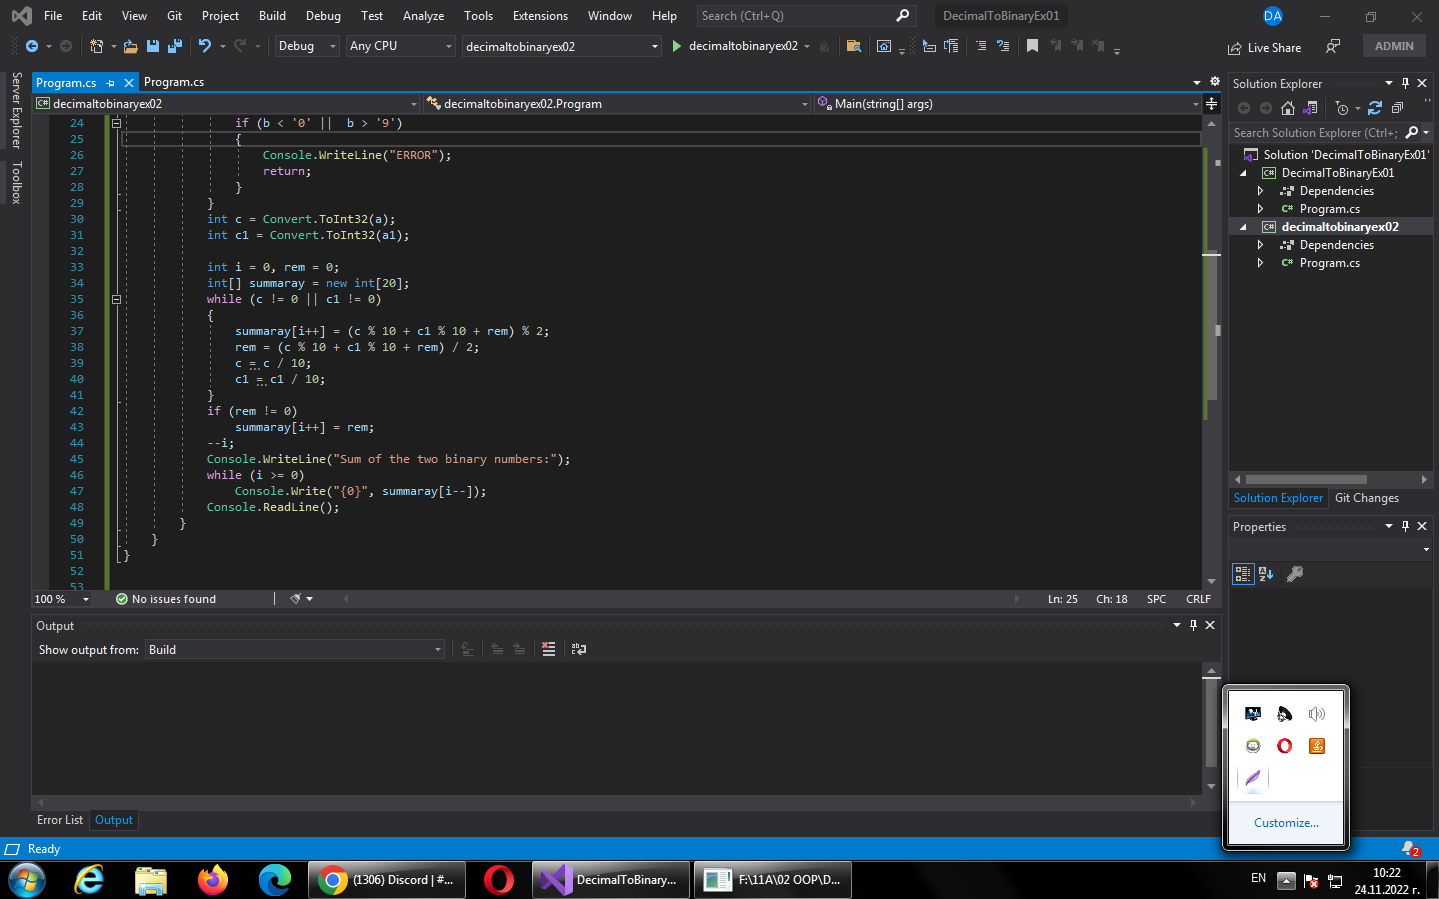 File Edit View Git Project Build Debug Test Analyze Tools Extensions Window Help Search (Ctrl+Q) DecimalToBinaryEx01 DA
Debug Any CPU decimaltobinaryex02 decimaltobinaryex02 Live Share ADMIN
Server Explorer
Toolbox
Program.cs Program.cs
decimaltobinaryex02 decimaltobinaryex02.Program Main(string[] args)
24 if (b < '0' || b > '9')
25 {
26 Console.WriteLine("ERROR");
27 return;
28 }
29 }
30 int c = Convert.ToInt32(a);
31 int c1 = Convert.ToInt32(a1);
32
33 int i = 0, rem = 0;
34 int[] summaray = new int[20];
35 while (c != 0 || c1 != 0)
36 {
37 summaray[i++] = (c % 10 + c1 % 10 + rem) % 2;
38 rem = (c % 10 + c1 % 10 + rem) / 2;
39 c = c / 10;
40 c1 = c1 / 10;
41 }
42 if (rem != 0)
43 summaray[i++] = rem;
44 --i;
45 Console.WriteLine("Sum of the two binary numbers:");
46 while (i >= 0)
47 Console.Write("{0}", summaray[i--]);
48 Console.ReadLine();
49 }
50 }
51 }
52
53
100 % No issues found Ln: 25 Ch: 18 SPC CRLF
Output
Show output from: Build
Error List Output
Solution Explorer
Search Solution Explorer (Ctrl+;
Solution 'DecimalToBinaryEx01'
C# DecimalToBinaryEx01
Dependencies
C# Program.cs
C# decimaltobinaryex02
Dependencies
C# Program.cs
Solution Explorer Git Changes
Properties
Customize...
Ready 2
(1306) Discord | #... DecimalToBinary... F:\11A\02 OOP\D... EN 10:22
24.11.2022 г.